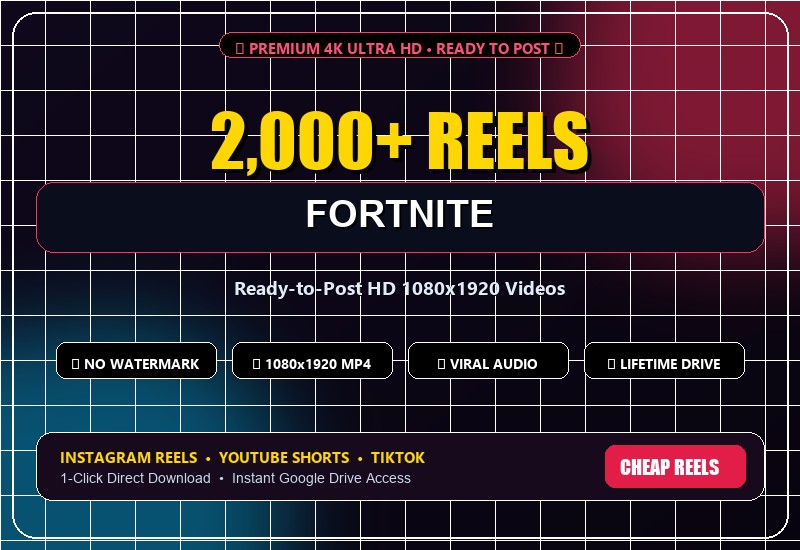 PREMIUM 4K ULTRA HD • READY TO POST
2,000+ REELS
FORTNITE
Ready-to-Post HD 1080x1920 Videos
NO WATERMARK
1080x1920 MP4
VIRAL AUDIO
LIFETIME DRIVE
INSTAGRAM REELS • YOUTUBE SHORTS • TIKTOK
1-Click Direct Download • Instant Google Drive Access
CHEAP REELS